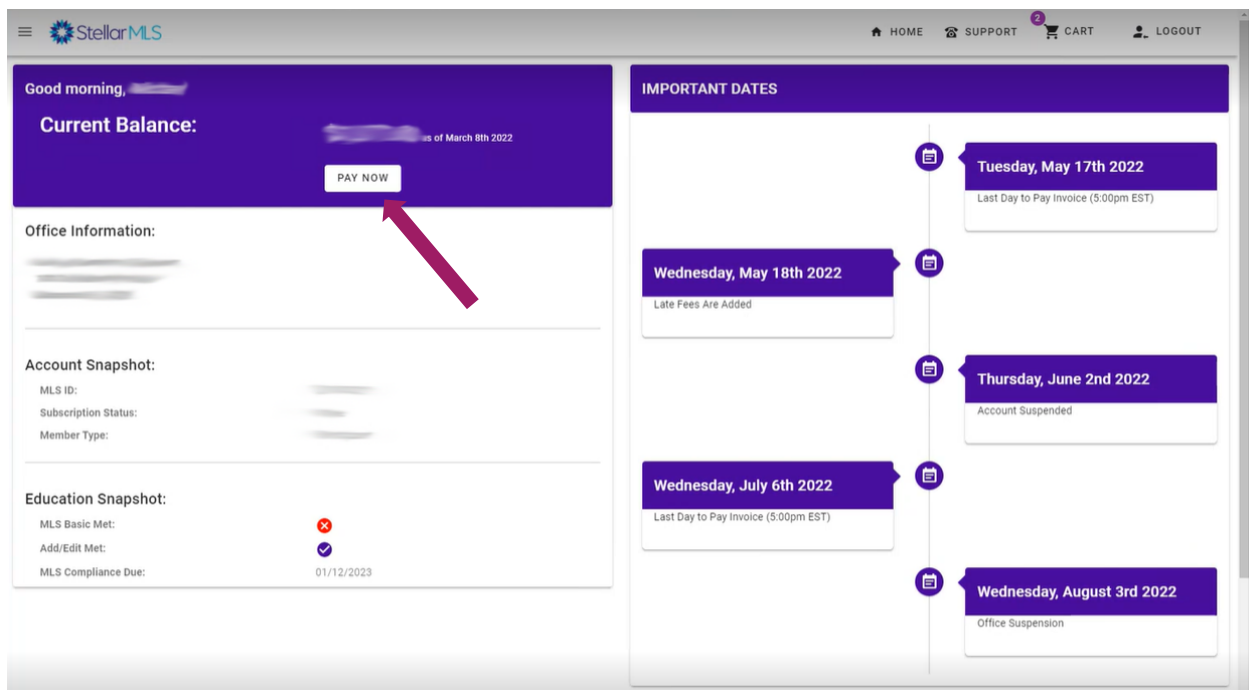 StellarMLS
HOME SUPPORT 2 CART LOGOUT
Good morning,
Current Balance:
as of March 8th 2022
PAY NOW
Office Information:
Account Snapshot:
MLS ID:
Subscription Status:
Member Type:
Education Snapshot:
MLS Basic Met:
Add/Edit Met:
MLS Compliance Due: 01/12/2023
IMPORTANT DATES
Tuesday, May 17th 2022
Last Day to Pay Invoice (5:00pm EST)
Wednesday, May 18th 2022
Late Fees Are Added
Thursday, June 2nd 2022
Account Suspended
Wednesday, July 6th 2022
Last Day to Pay Invoice (5:00pm EST)
Wednesday, August 3rd 2022
Office Suspension